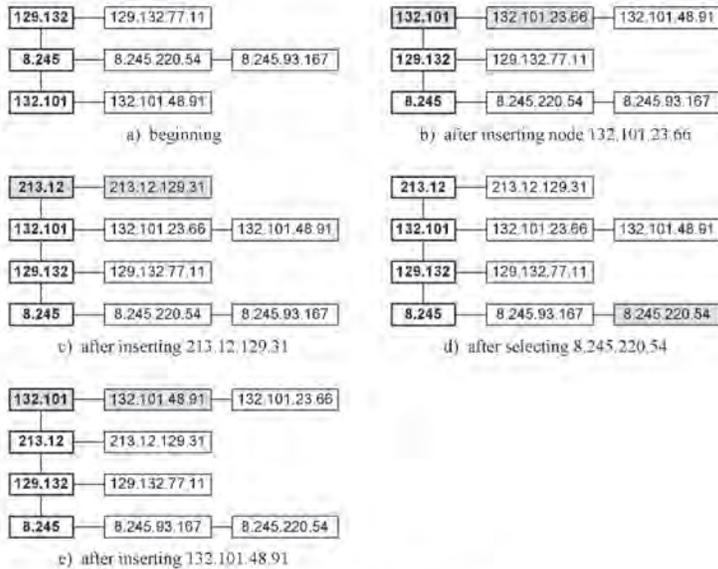 129.132 129.132.77.11
8.245 8.245.220.54 8.245.93.167
132.101 132.101.48.91
a) beginning
132.101 132.101.23.66 132.101.48.91
129.132 129.132.77.11
8.245 8.245.220.54 8.245.93.167
b) after inserting node 132.101.23.66
213.12 213.12.129.31
132.101 132.101.23.66 132.101.48.91
129.132 129.132.77.11
8.245 8.245.220.54 8.245.93.167
c) after inserting 213.12.129.31
213.12 213.12.129.31
132.101 132.101.23.66 132.101.48.91
129.132 129.132.77.11
8.245 8.245.93.167 8.245.220.54
d) after selecting 8.245.220.54
132.101 132.101.48.91 132.101.23.66
213.12 213.12.129.31
129.132 129.132.77.11
8.245 8.245.93.167 8.245.220.54
e) after inserting 132.101.48.91